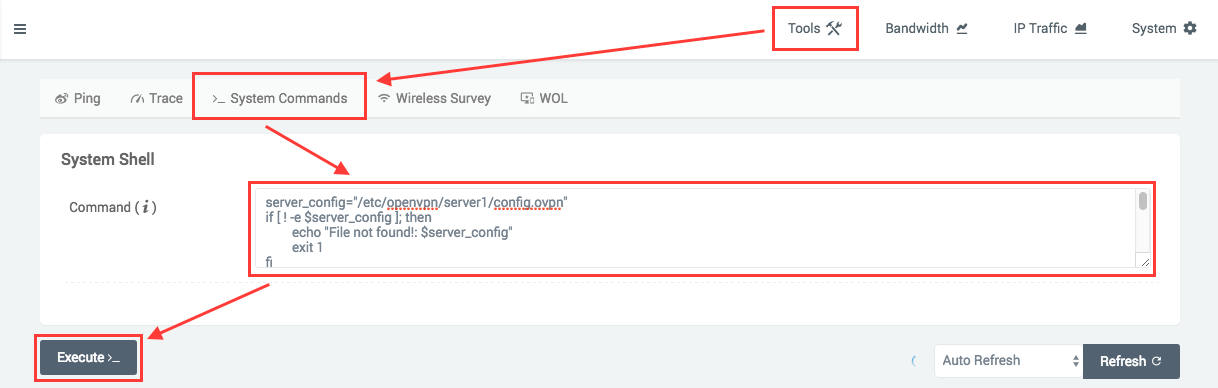 Tools
Bandwidth
IP Traffic
System
Ping
Trace
>_ System Commands
Wireless Survey
WOL
System Shell
Command ( i )
server_config="/etc/openvpn/server1/config.ovpn"
if [ ! -e $server_config ]; then
echo "File not found!: $server_config"
exit 1
fi
Execute >_
Auto Refresh
Refresh